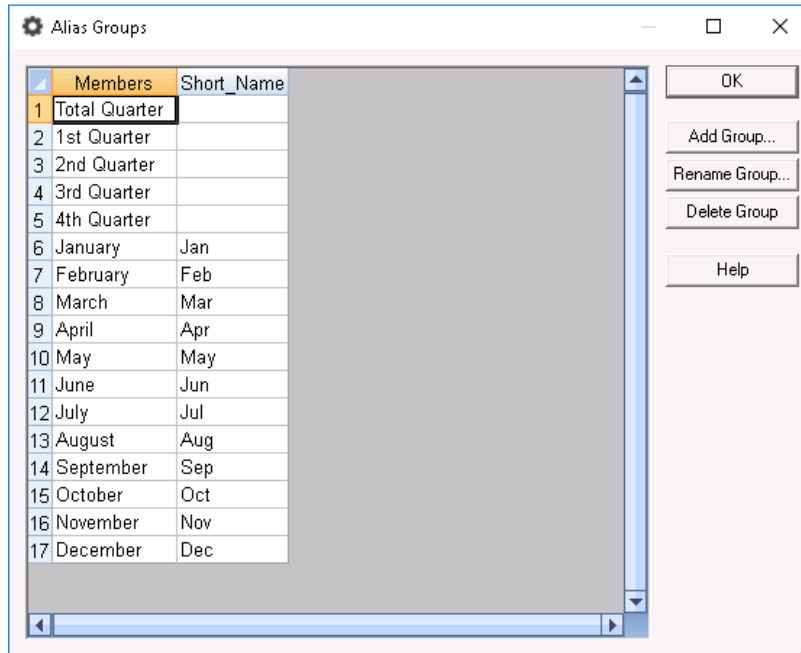 Alias Groups
Members Short_Name
1 Total Quarter
2 1st Quarter
3 2nd Quarter
4 3rd Quarter
5 4th Quarter
6 January Jan
7 February Feb
8 March Mar
9 April Apr
10 May May
11 June Jun
12 July Jul
13 August Aug
14 September Sep
15 October Oct
16 November Nov
17 December Dec
OK
Add Group...
Rename Group...
Delete Group
Help